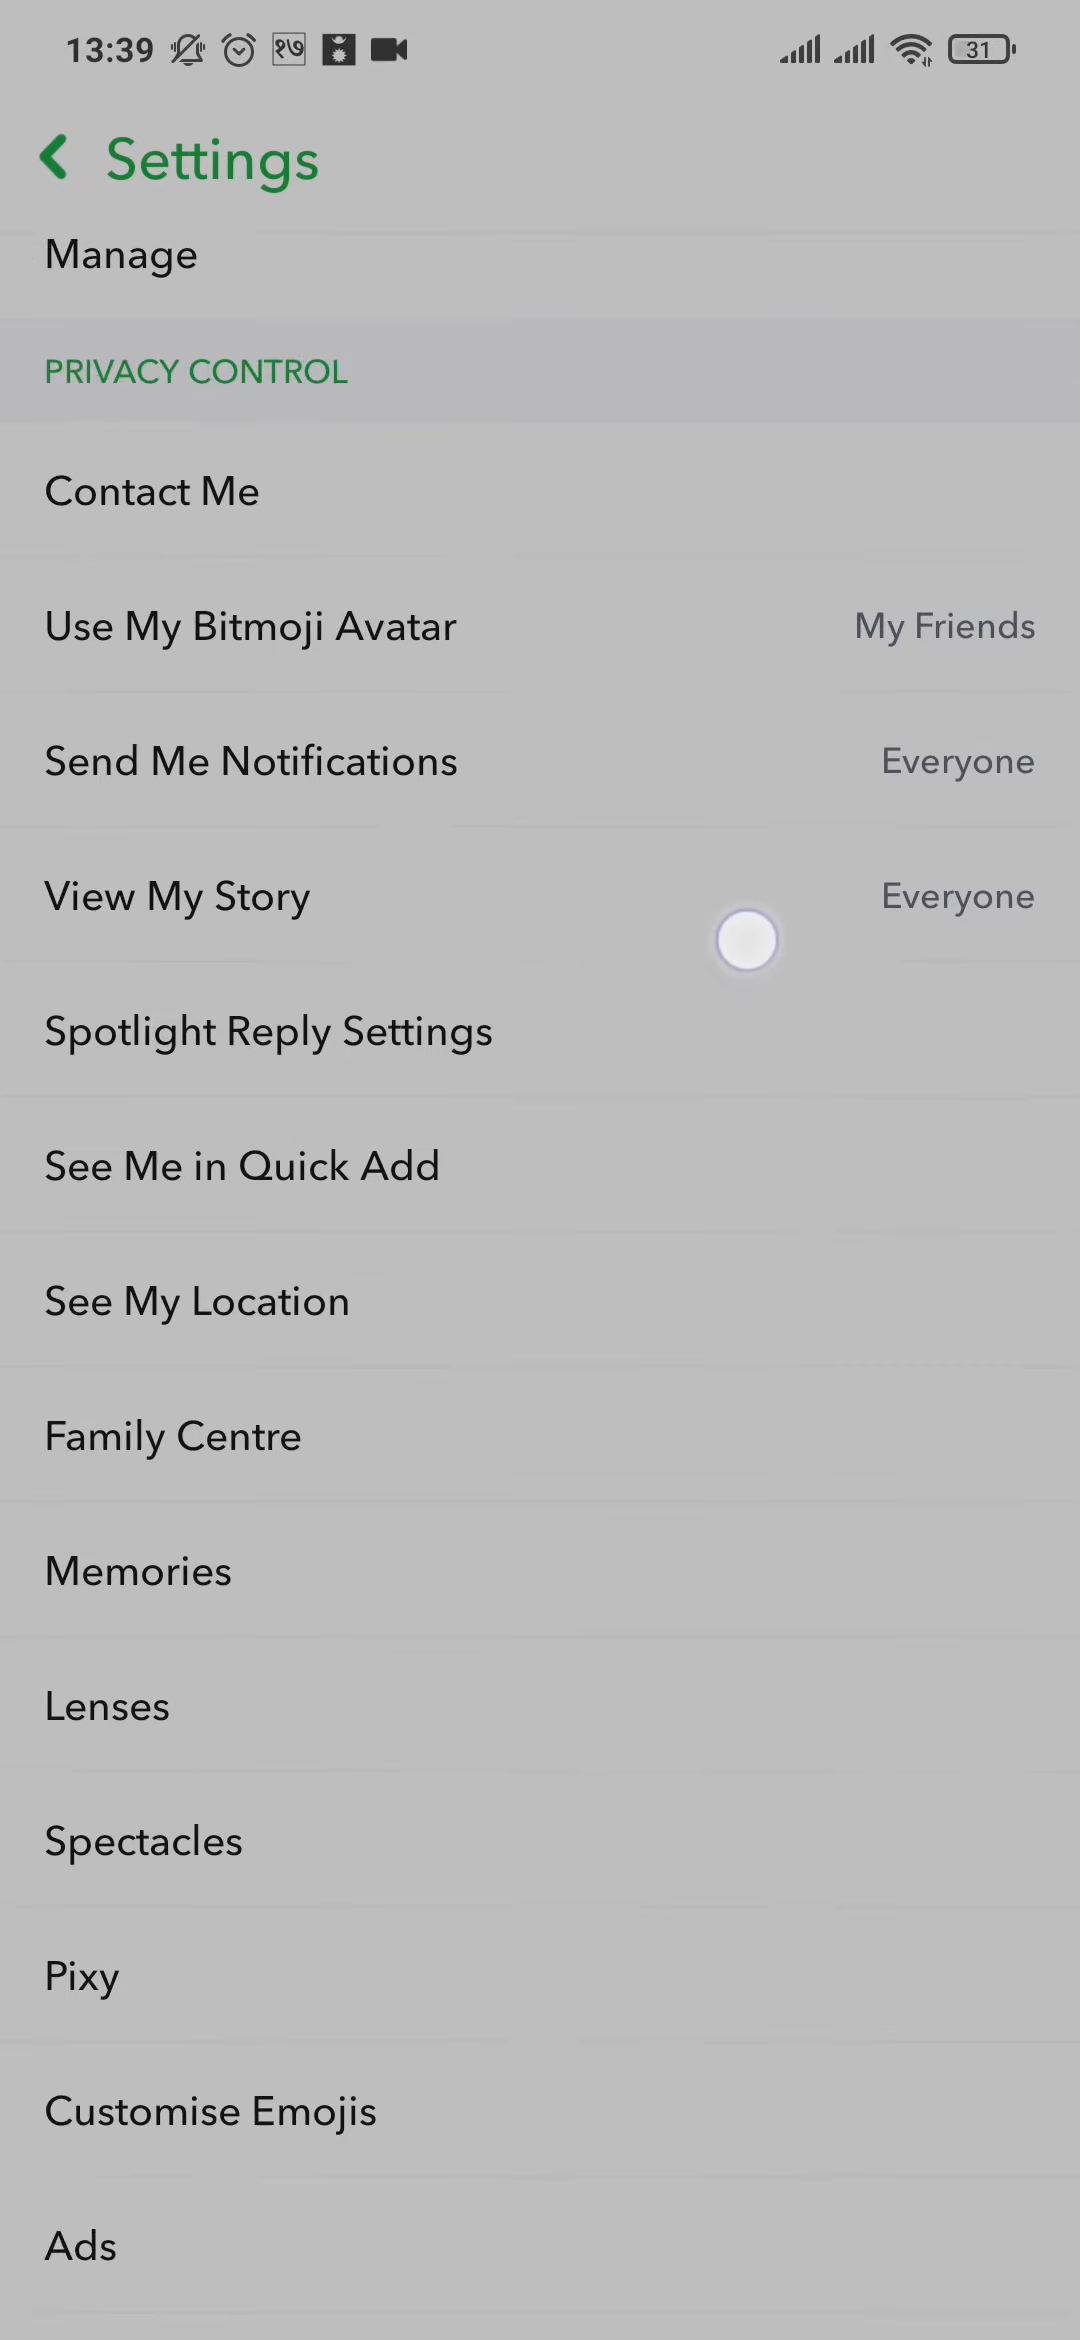 13:39 १७ 31
Settings
Manage
PRIVACY CONTROL
Contact Me
Use My Bitmoji Avatar My Friends
Send Me Notifications Everyone
View My Story Everyone
Spotlight Reply Settings
See Me in Quick Add
See My Location
Family Centre
Memories
Lenses
Spectacles
Pixy
Customise Emojis
Ads